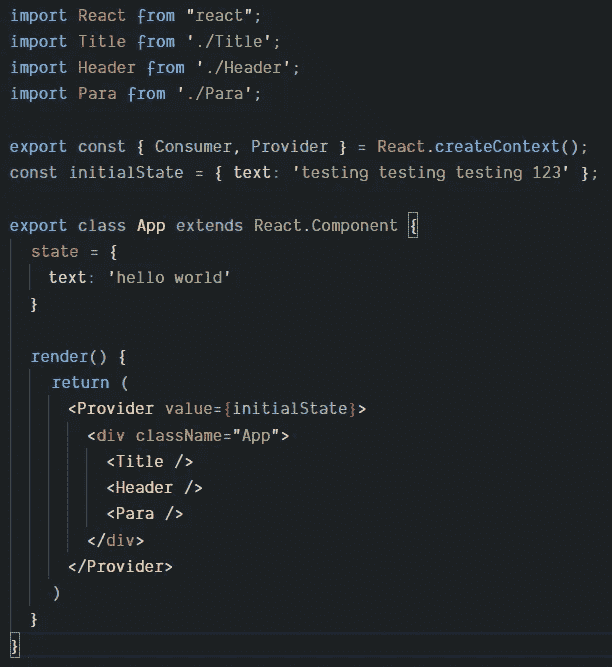 import React from "react";
import Title from './Title';
import Header from './Header';
import Para from './Para';
export const { Consumer, Provider } = React.createContext();
const initialState = { text: 'testing testing testing 123' };
export class App extends React.Component {
state = {
text: 'hello world'
}
render() {
return (
<Provider value={initialState}>
<div className="App">
<Title />
<Header />
<Para />
</div>
</Provider>
)
}
}